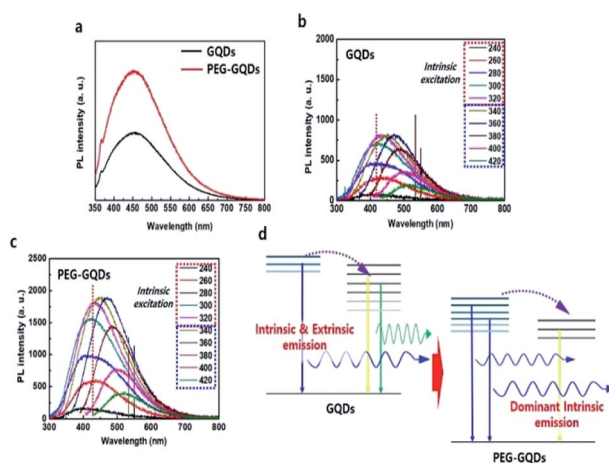 a
GQDs
PEG-GQDs
PL intensity (a. u.)
350 400 450 500 550 600 650 700 750 800
Wavelength (nm)
b
GQDs
Intrinsic
excitation
240
260
280
300
320
340
360
380
400
420
PL intensity (a. u.)
2000
1500
1000
500
0
300 400 500 600 700 800
Wavelength (nm)
c
PEG-GQDs
Intrinsic
excitation
240
260
280
300
320
340
360
380
400
420
PL intensity (a. u.)
2500
2000
1500
1000
500
0
300 400 500 600 700 800
Wavelength (nm)
d
Intrinsic & Extrinsic
emission
GQDs
Dominant Intrinsic
emission
PEG-GQDs